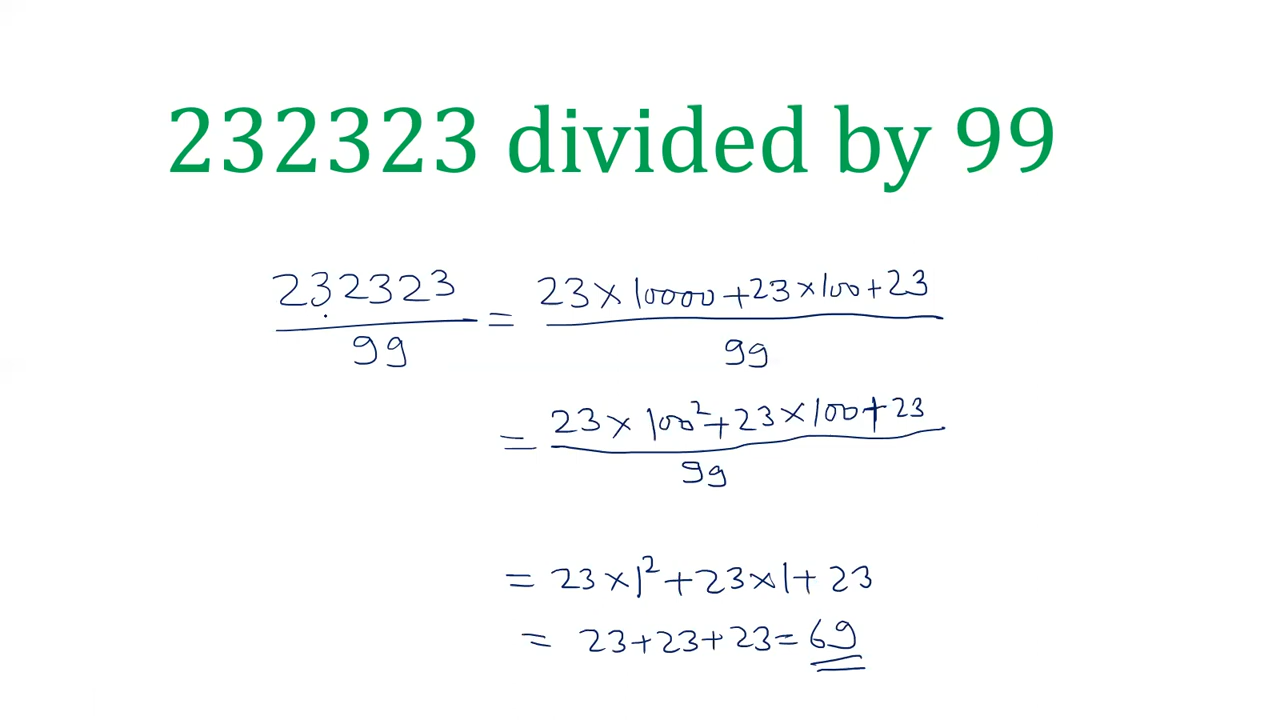 232323 divided by 99
232323 / 99 = 23 × 10000 + 23 × 100 + 23 / 99
= 23 × 100² + 23 × 100 + 23 / 99
= 23 × 1² + 23 × 1 + 23
= 23 + 23 + 23 = 69